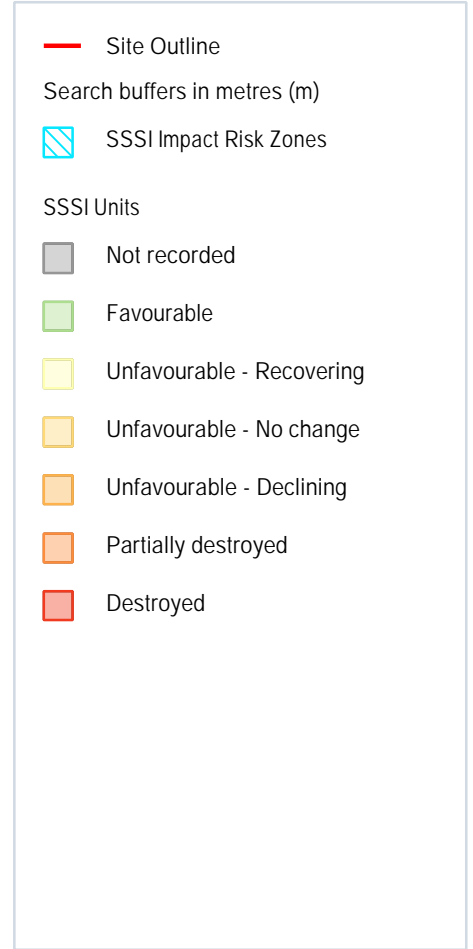 Site Outline
Search buffers in metres (m)
SSSI Impact Risk Zones
SSSI Units
Not recorded
Favourable
Unfavourable - Recovering
Unfavourable - No change
Unfavourable - Declining
Partially destroyed
Destroyed